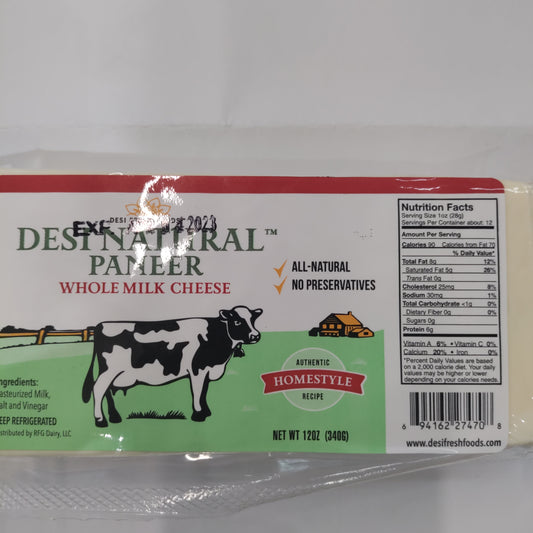 EXP 2023
DESI NATURAL™
PANEER
WHOLE MILK CHEESE
ALL-NATURAL
NO PRESERVATIVES
AUTHENTIC
HOMESTYLE
RECIPE
NET WT 12OZ (340G)
ngredients:
asteurized Milk,
alt and Vinegar
EEP REFRIGERATED
istributed by RFG Dairy, LLC
Nutrition Facts
Serving Size 1oz (28g)
Servings Per Container about: 12
Amount Per Serving
Calories 90 Calories from Fat 70
% Daily Value*
Total Fat 8g 12%
Saturated Fat 5g 26%
Trans Fat 0g
Cholesterol 25mg 8%
Sodium 30mg 1%
Total Carbohydrate <1g 0%
Dietary Fiber 0g 0%
Sugars 0g
Protein 6g
Vitamin A 6% • Vitamin C 0%
Calcium 20% • Iron 0%
*Percent Daily Values are based
on a 2,000 calorie diet. Your daily
values may be higher or lower
depending on your calories needs.
6 94162 27470 8
www.desifreshfoods.com